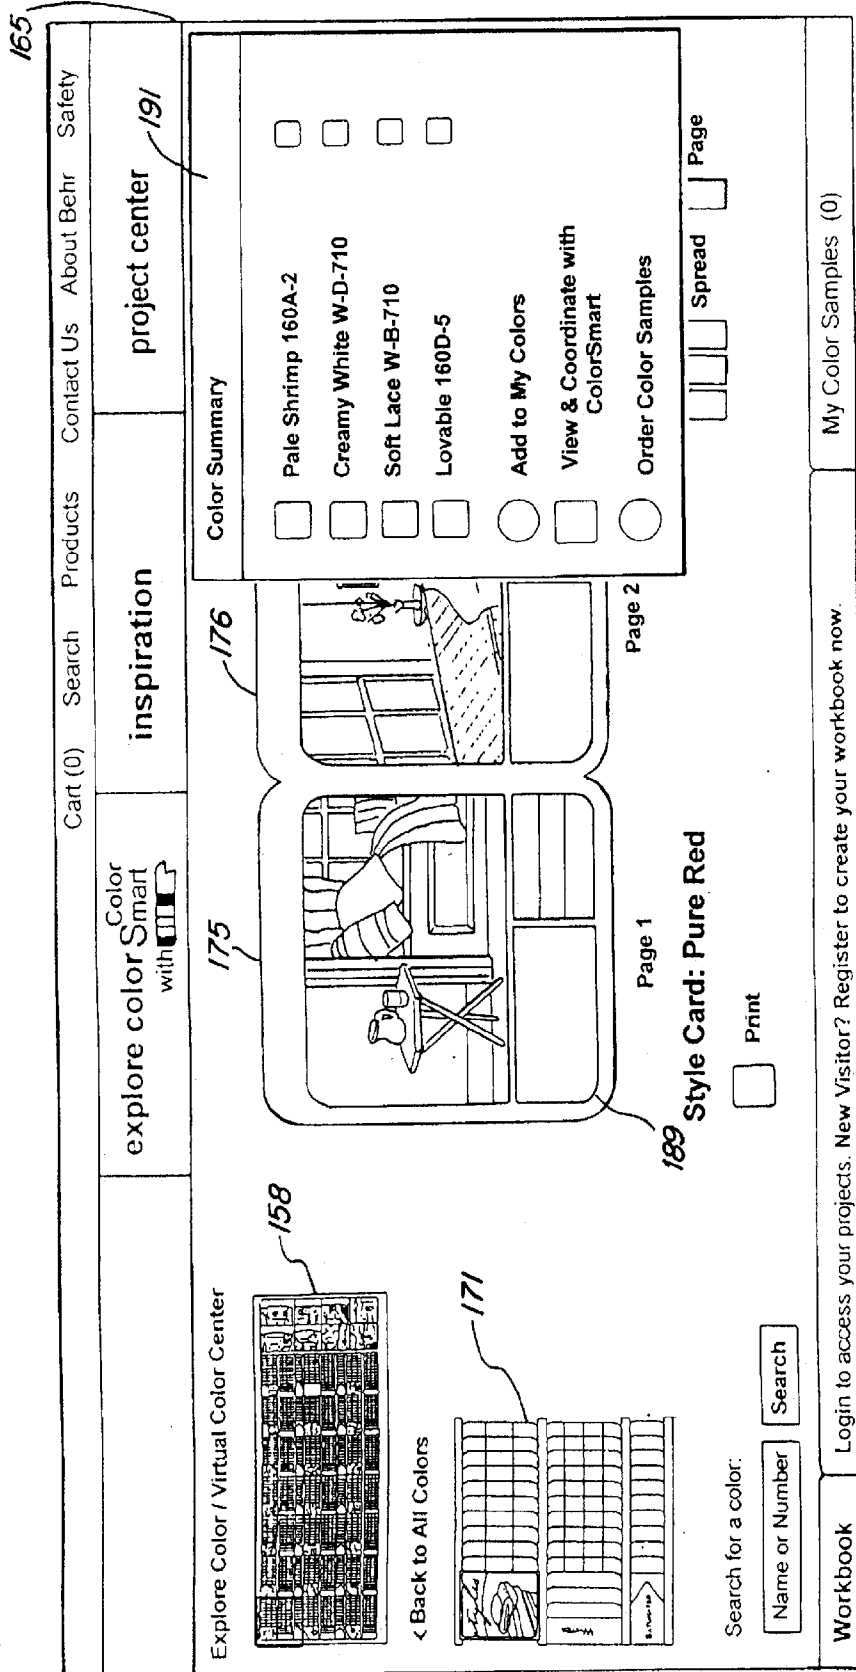 165
Cart (0) Search Products Contact Us About Behr Safety
explore color with Color Smart
inspiration
project center
191
Explore Color / Virtual Color Center
158
< Back to All Colors
171
Search for a color:
Name or Number
Search
175
176
189
Page 1
Page 2
Style Card: Pure Red
Print
Color Summary
Pale Shrimp 160A-2
Creamy White W-D-710
Soft Lace W-B-710
Lovable 160D-5
Add to My Colors
View & Coordinate with
ColorSmart
Order Color Samples
Spread
Page
Workbook
Login to access your projects. New Visitor? Register to create your workbook now.
My Color Samples (0)